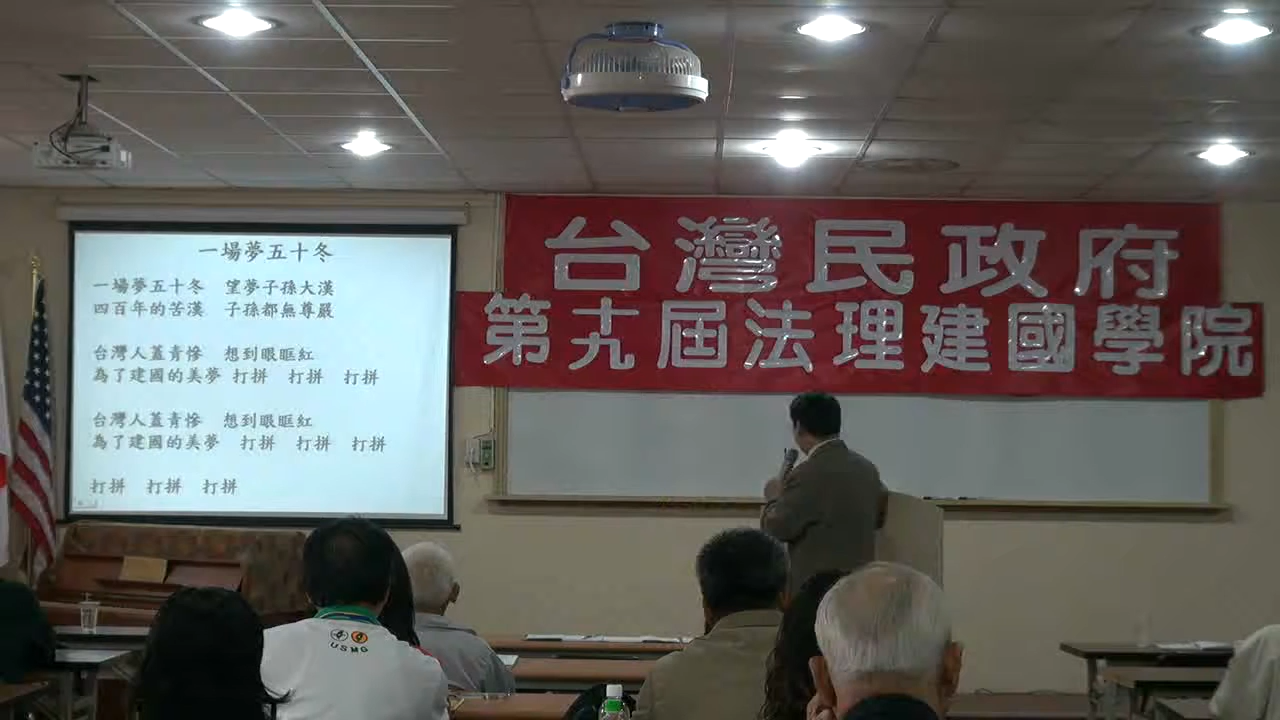 一場夢五十冬
一場夢五十冬 望夢子孫大漢
四百年的苦漢 子孫都無尊嚴
台灣人蓋青慘 想到眼眶紅
為了建國的美夢 打拼 打拼 打拼
台灣人蓋青慘 想到眼眶紅
為了建國的美夢 打拼 打拼 打拼
打拼 打拼 打拼
台灣民政府
第十九屆法理建國學院
USMG